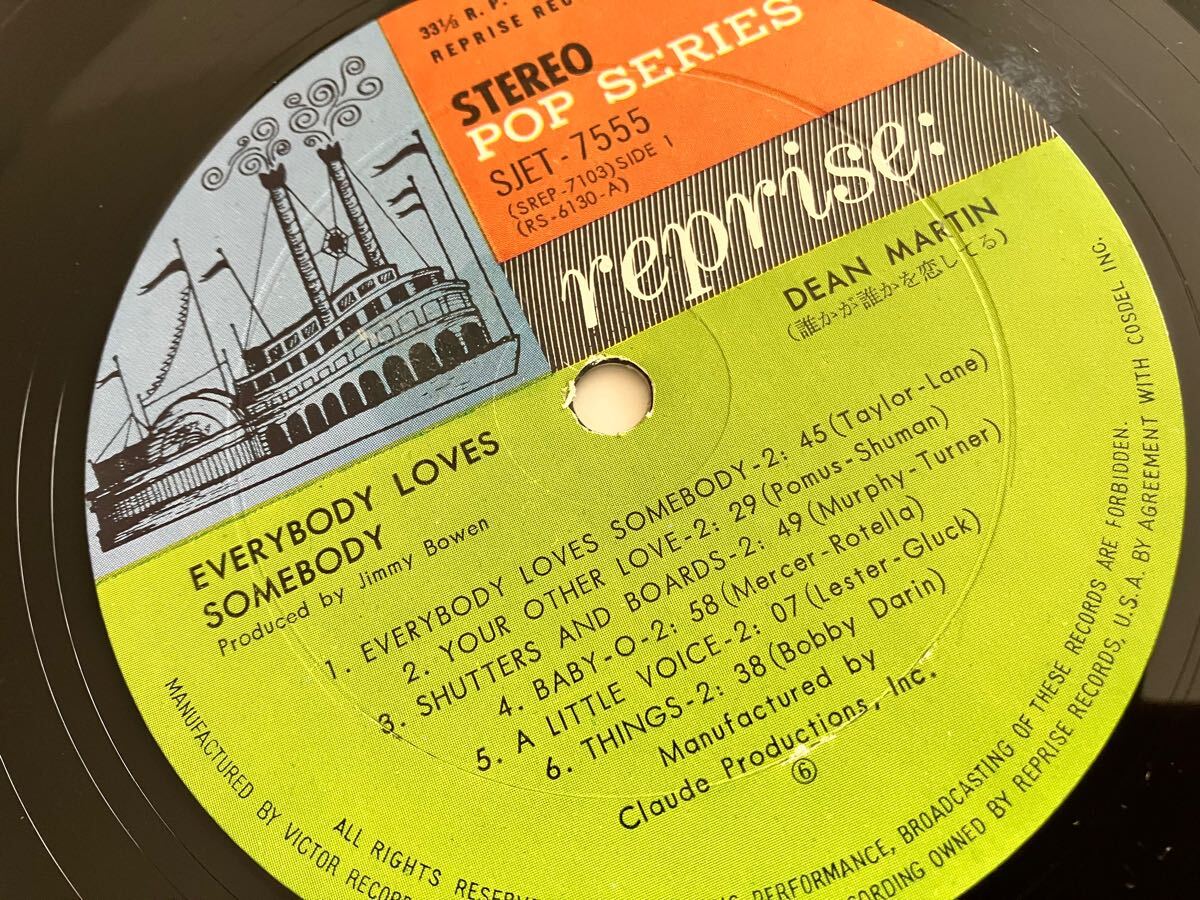 33⅓ R.P.
REPRISE
STEREO
POP SERIES
SJET-7555
(SREP-7103) SIDE 1
(RS-6130-A)
reprise:
DEAN MARTIN
(誰かが誰かを恋してる)
EVERYBODY LOVES
SOMEBODY
Produced by Jimmy Bowen
1. EVERYBODY LOVES SOMEBODY-2: 45 (Taylor-Lane)
2. YOUR OTHER LOVE-2: 29 (Pomus-Shuman)
3. SHUTTERS AND BOARDS-2: 49 (Murphy-Turner)
4. BABY-O-2: 58 (Mercer-Rotella)
5. A LITTLE VOICE-2: 07 (Lester-Gluck)
6. THINGS-2: 38 (Bobby Darin)
Manufactured by
Claude Productions, Inc.
⑥
MANUFACTURED BY VICTOR
ALL RIGHTS
PERFORMANCE, BROADCASTING OF THESE RECORDS ARE FORBIDDEN.
OWNED BY REPRISE RECORDS, U.S.A. BY AGREEMENT WITH COSDEL INC.